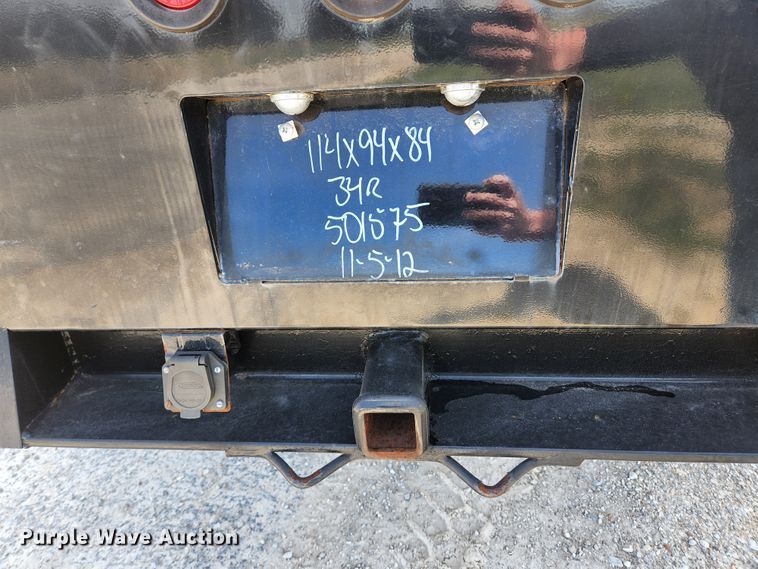 114x94x84
34R
501575
11-5-12
Purple Wave Auction